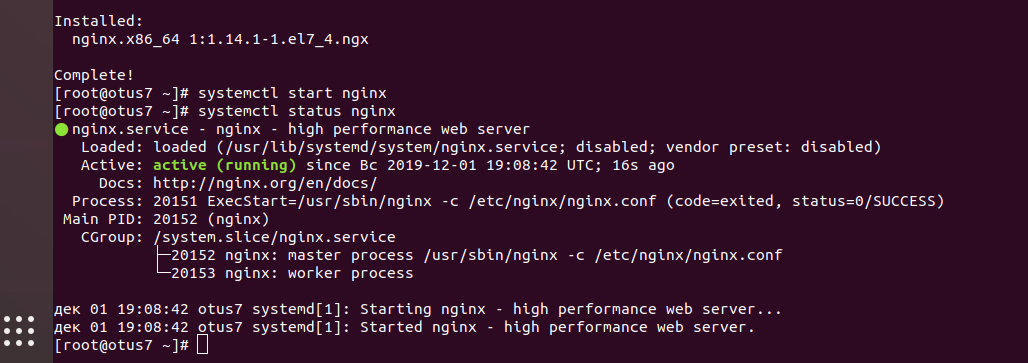 Installed:
  nginx.x86_64 1:1.14.1-1.el7_4.ngx
Complete!
[root@otus7 ~]# systemctl start nginx
[root@otus7 ~]# systemctl status nginx
● nginx.service - nginx - high performance web server
   Loaded: loaded (/usr/lib/systemd/system/nginx.service; disabled; vendor preset: disabled)
   Active: active (running) since Вс 2019-12-01 19:08:42 UTC; 16s ago
     Docs: http://nginx.org/en/docs/
  Process: 20151 ExecStart=/usr/sbin/nginx -c /etc/nginx/nginx.conf (code=exited, status=0/SUCCESS)
 Main PID: 20152 (nginx)
   CGroup: /system.slice/nginx.service
           ├─20152 nginx: master process /usr/sbin/nginx -c /etc/nginx/nginx.conf
           └─20153 nginx: worker process
дек 01 19:08:42 otus7 systemd[1]: Starting nginx - high performance web server...
дек 01 19:08:42 otus7 systemd[1]: Started nginx - high performance web server.
[root@otus7 ~]#